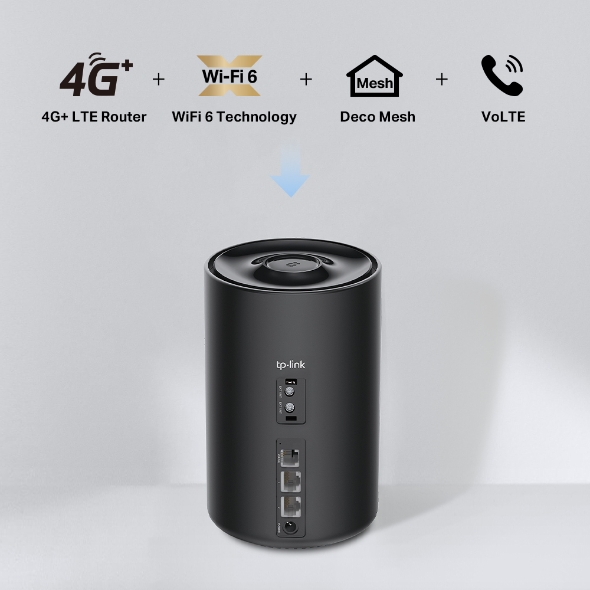 4G+
4G+ LTE Router
+
Wi-Fi 6
WiFi 6 Technology
+
Mesh
Deco Mesh
+
VoLTE
tp-link